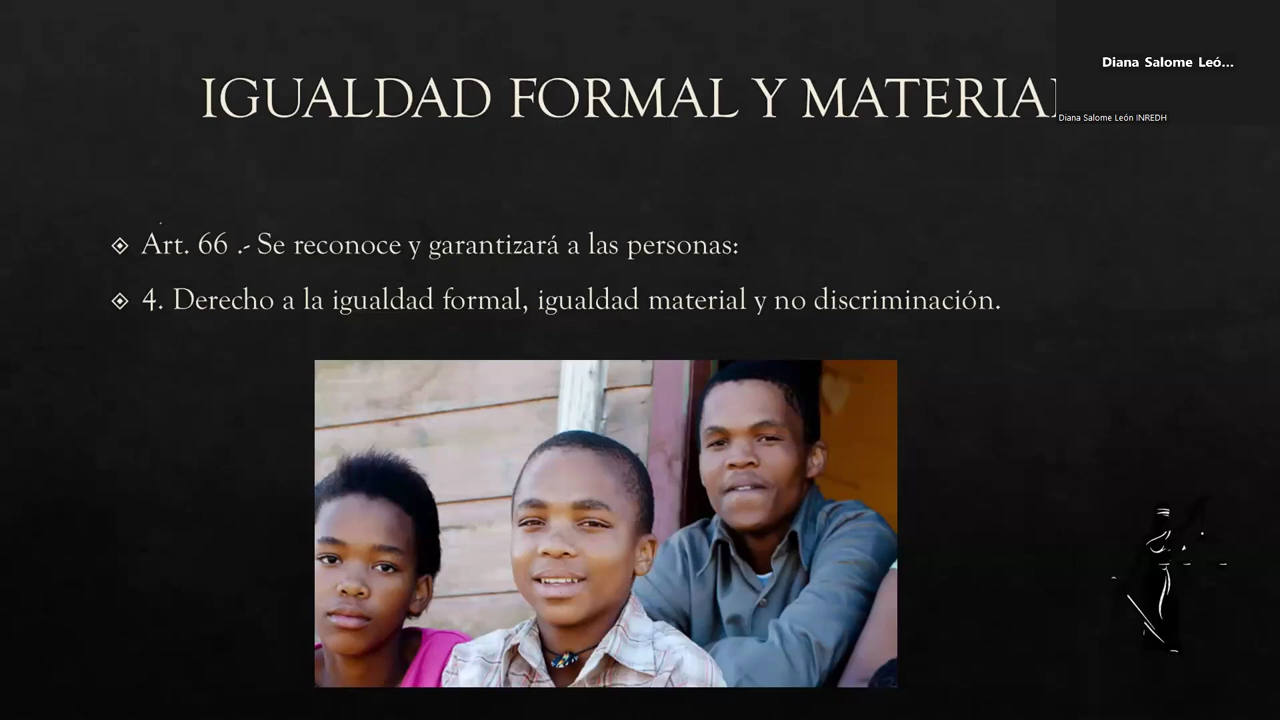 IGUALDAD FORMAL Y MATERIAL
Diana Salome Leó...
Diana Salome León INREDH
Art. 66 .- Se reconoce y garantizará a las personas:
4. Derecho a la igualdad formal, igualdad material y no discriminación.